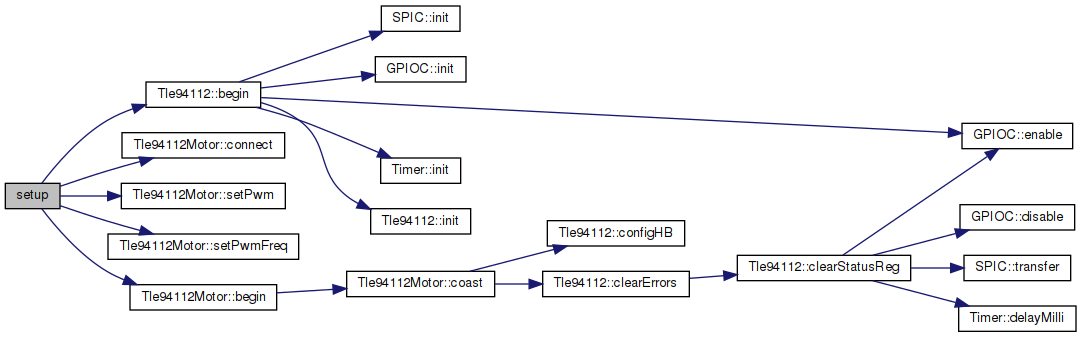 SPIC::init
GPIOC::init
Tle94112::begin
GPIOC::enable
Tle94112Motor::connect
Timer::init
setup
Tle94112Motor::setPwm
Tle94112::init
GPIOC::disable
Tle94112::configHB
Tle94112Motor::setPwmFreq
Tle94112::clearStatusReg
SPIC::transfer
Tle94112Motor::coast
Tle94112::clearErrors
Tle94112Motor::begin
Timer::delayMilli